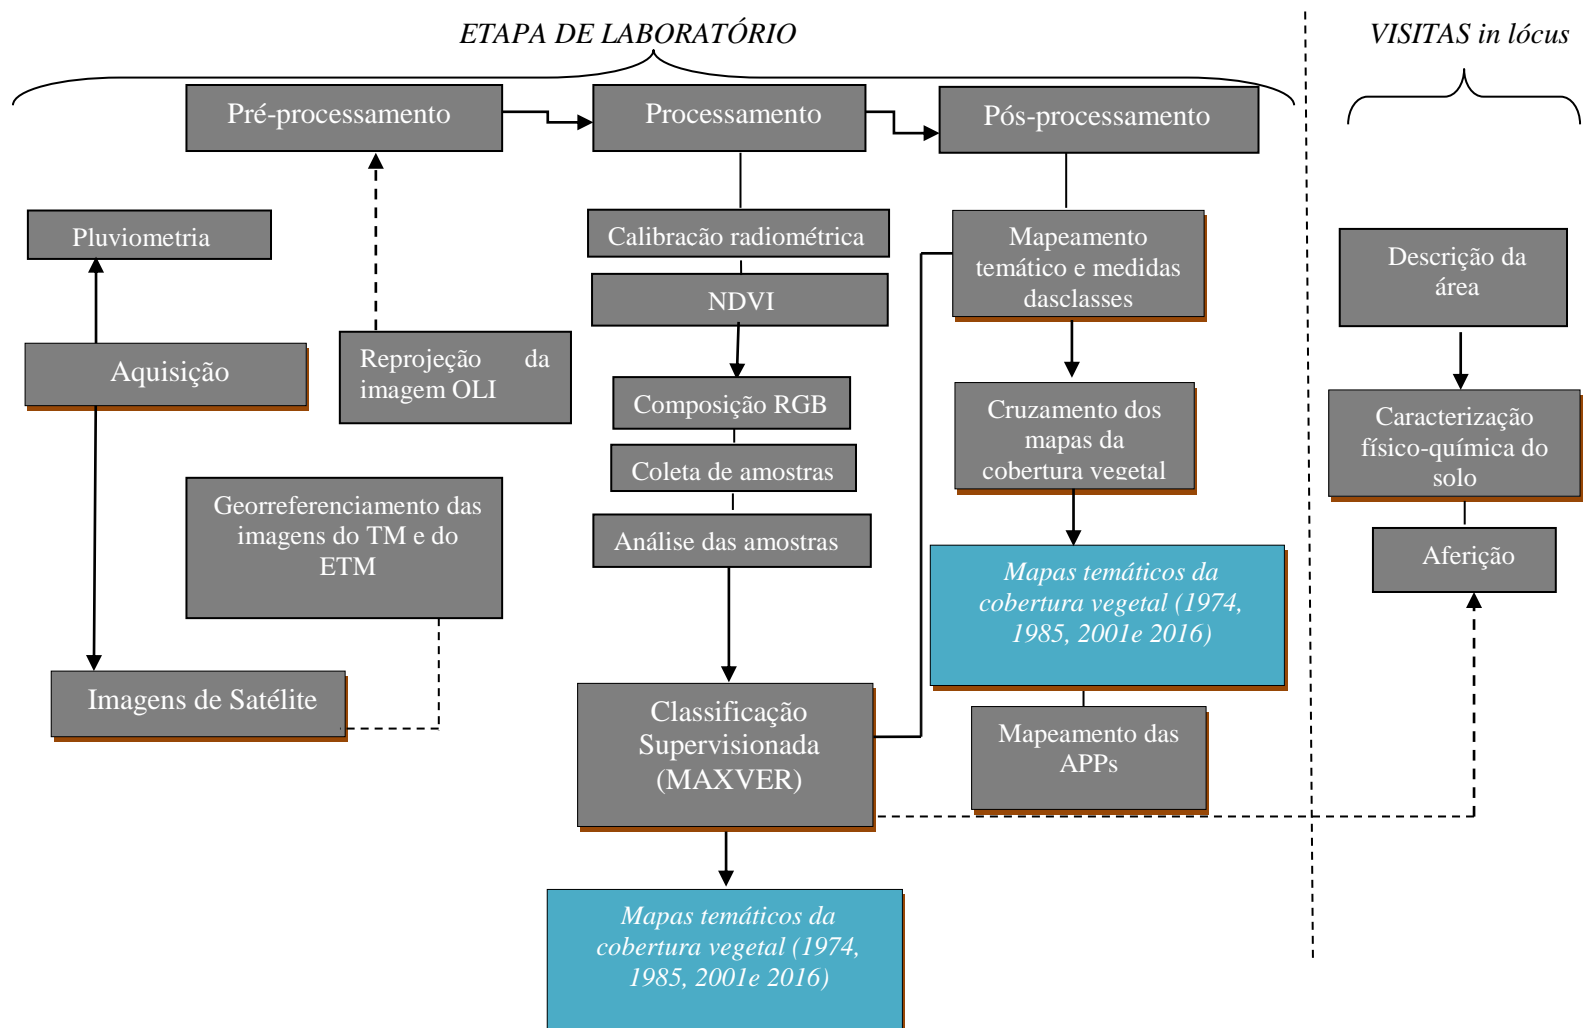 ETAPA DE LABORATÓRIO
VISITAS in lócus
Pré-processamento
Processamento
Pós-processamento
Pluviometria
Aquisição
Imagens de Satélite
Reprojeção da
imagem OLI
Georreferenciamento das
imagens do TM e do
ETM
Calibracão radiométrica
NDVI
Composição RGB
Coleta de amostras
Análise das amostras
Classificação
Supervisionada
(MAXVER)
Mapas temáticos da
cobertura vegetal (1974,
1985, 2001e 2016)
Mapeamento
temático e medidas
dasclasses
Cruzamento dos
mapas da
cobertura vegetal
Mapas temáticos da
cobertura vegetal (1974,
1985, 2001e 2016)
Mapeamento das
APPs
Descrição da
área
Caracterização
físico-química do
solo
Aferição